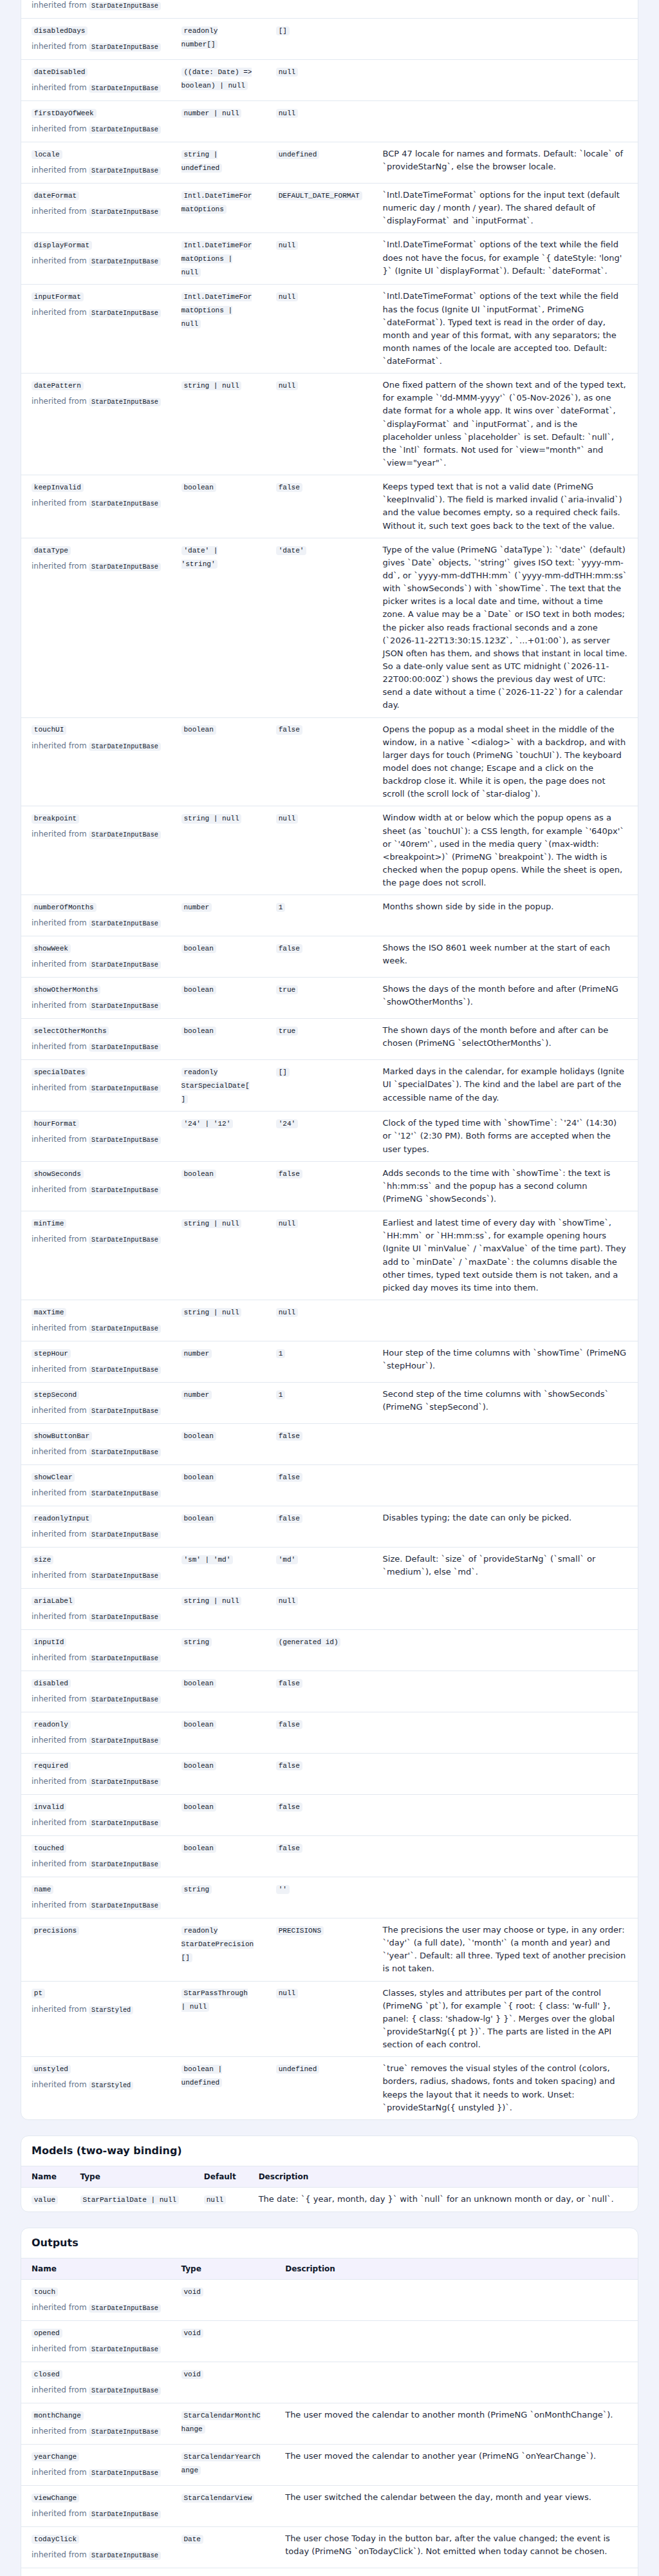 inherited from StarDateInputBase
disabledDays readonly []
inherited from StarDateInputBase number[]
dateDisabled ((date: Date) => null
inherited from StarDateInputBase boolean) | null
firstDayOfWeek number | null null
inherited from StarDateInputBase
locale string | undefined BCP 47 locale for names and formats. Default: `locale` of
inherited from StarDateInputBase undefined `provideStarNg`, else the browser locale.
dateFormat Intl.DateTimeFor DEFAULT_DATE_FORMAT `Intl.DateTimeFormat` options for the input text (default
inherited from StarDateInputBase matOptions numeric day / month / year). The shared default of
`displayFormat` and `inputFormat`.
displayFormat Intl.DateTimeFor null `Intl.DateTimeFormat` options of the text while the field
inherited from StarDateInputBase matOptions | does not have the focus, for example `{ dateStyle: 'long'
null }` (Ignite UI `displayFormat`). Default: `dateFormat`.
inputFormat Intl.DateTimeFor null `Intl.DateTimeFormat` options of the text while the field
inherited from StarDateInputBase matOptions | has the focus (Ignite UI `inputFormat`, PrimeNG
null `dateFormat`). Typed text is read in the order of day,
month and year of this format, with any separators; the
month names of the locale are accepted too. Default:
`dateFormat`.
datePattern string | null null One fixed pattern of the shown text and of the typed text,
inherited from StarDateInputBase for example `'dd-MMM-yyyy'` (`05-Nov-2026`), as one
date format for a whole app. It wins over `dateFormat`,
`displayFormat` and `inputFormat`, and is the
placeholder unless `placeholder` is set. Default: `null`,
the `Intl` formats. Not used for `view="month"` and
`view="year"`.
keepInvalid boolean false Keeps typed text that is not a valid date (PrimeNG
inherited from StarDateInputBase `keepInvalid`). The field is marked invalid (`aria-invalid`)
and the value becomes empty, so a required check fails.
Without it, such text goes back to the text of the value.
dataType 'date' | 'date' Type of the value (PrimeNG `dataType`): `'date'` (default)
inherited from StarDateInputBase 'string' gives `Date` objects, `'string'` gives ISO text: `yyyy-mm-
dd`, or `yyyy-mm-ddTHH:mm` (`yyyy-mm-ddTHH:mm:ss`
with `showSeconds`) with `showTime`. The text that the
picker writes is a local date and time, without a time
zone. A value may be a `Date` or ISO text in both modes;
the picker also reads fractional seconds and a zone
(`2026-11-22T13:30:15.123Z`, `...+01:00`), as server
JSON often has them, and shows that instant in local time.
So a date-only value sent as UTC midnight (`2026-11-
22T00:00:00Z`) shows the previous day west of UTC:
send a date without a time (`2026-11-22`) for a calendar
day.
touchUI boolean false Opens the popup as a modal sheet in the middle of the
inherited from StarDateInputBase window, in a native `<dialog>` with a backdrop, and with
larger days for touch (PrimeNG `touchUI`). The keyboard
model does not change; Escape and a click on the
backdrop close it. While it is open, the page does not
scroll (the scroll lock of `star-dialog`).
breakpoint string | null null Window width at or below which the popup opens as a
inherited from StarDateInputBase sheet (as `touchUI`): a CSS length, for example `'640px'`
or `'40rem'`, used in the media query `(max-width:
<breakpoint>)` (PrimeNG `breakpoint`). The width is
checked when the popup opens. While the sheet is open,
the page does not scroll.
numberOfMonths number 1 Months shown side by side in the popup.
inherited from StarDateInputBase
showWeek boolean false Shows the ISO 8601 week number at the start of each
inherited from StarDateInputBase week.
showOtherMonths boolean true Shows the days of the month before and after (PrimeNG
inherited from StarDateInputBase `showOtherMonths`).
selectOtherMonths boolean true The shown days of the month before and after can be
inherited from StarDateInputBase chosen (PrimeNG `selectOtherMonths`).
specialDates readonly [] Marked days in the calendar, for example holidays (Ignite
inherited from StarDateInputBase StarSpecialDate[ UI `specialDates`). The kind and the label are part of the
] accessible name of the day.
hourFormat '24' | '12' '24' Clock of the typed time with `showTime`: `'24'` (14:30)
inherited from StarDateInputBase or `'12'` (2:30 PM). Both forms are accepted when the
user types.
showSeconds boolean false Adds seconds to the time with `showTime`: the text is
inherited from StarDateInputBase `hh:mm:ss` and the popup has a second column
(PrimeNG `showSeconds`).
minTime string | null null Earliest and latest time of every day with `showTime`,
inherited from StarDateInputBase `HH:mm` or `HH:mm:ss`, for example opening hours
(Ignite UI `minValue` / `maxValue` of the time part). They
add to `minDate` / `maxDate`: the columns disable the
other times, typed text outside them is not taken, and a
picked day moves its time into them.
maxTime string | null null
inherited from StarDateInputBase
stepHour number 1 Hour step of the time columns with `showTime` (PrimeNG
inherited from StarDateInputBase `stepHour`).
stepSecond number 1 Second step of the time columns with `showSeconds`
inherited from StarDateInputBase (PrimeNG `stepSecond`).
showButtonBar boolean false
inherited from StarDateInputBase
showClear boolean false
inherited from StarDateInputBase
readonlyInput boolean false Disables typing; the date can only be picked.
inherited from StarDateInputBase
size 'sm' | 'md' 'md' Size. Default: `size` of `provideStarNg` (`small` or
inherited from StarDateInputBase `medium`), else `md`.
ariaLabel string | null null
inherited from StarDateInputBase
inputId string (generated id)
inherited from StarDateInputBase
disabled boolean false
inherited from StarDateInputBase
readonly boolean false
inherited from StarDateInputBase
required boolean false
inherited from StarDateInputBase
invalid boolean false
inherited from StarDateInputBase
touched boolean false
inherited from StarDateInputBase
name string ''
inherited from StarDateInputBase
precisions readonly PRECISIONS The precisions the user may choose or type, in any order:
StarDatePrecision `'day'` (a full date), `'month'` (a month and year) and
[] `'year'`. Default: all three. Typed text of another precision
is not taken.
pt StarPassThrough null Classes, styles and attributes per part of the control
inherited from StarStyled | null (PrimeNG `pt`), for example `{ root: { class: 'w-full' },
panel: { class: 'shadow-lg' } }`. Merges over the global
`provideStarNg({ pt })`. The parts are listed in the API
section of each control.
unstyled boolean | undefined `true` removes the visual styles of the control (colors,
inherited from StarStyled undefined borders, radius, shadows, fonts and token spacing) and
keeps the layout that it needs to work. Unset:
`provideStarNg({ unstyled })`.
Models (two-way binding)
Name Type Default Description
value StarPartialDate | null null The date: `{ year, month, day }` with `null` for an unknown month or day, or `null`.
Outputs
Name Type Description
touch void
inherited from StarDateInputBase
opened void
inherited from StarDateInputBase
closed void
inherited from StarDateInputBase
monthChange StarCalendarMonthC The user moved the calendar to another month (PrimeNG `onMonthChange`).
inherited from StarDateInputBase hange
yearChange StarCalendarYearCh The user moved the calendar to another year (PrimeNG `onYearChange`).
inherited from StarDateInputBase ange
viewChange StarCalendarView The user switched the calendar between the day, month and year views.
inherited from StarDateInputBase
todayClick Date The user chose Today in the button bar, after the value changed; the event is
inherited from StarDateInputBase today (PrimeNG `onTodayClick`). Not emitted when today cannot be chosen.